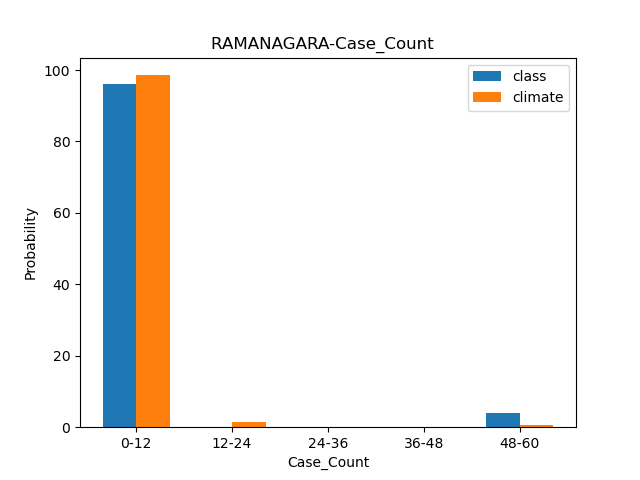 RAMANAGARA-Case_Count
class
climate
100
80
60
40
20
0
Probability
0-12 12-24 24-36 36-48 48-60
Case_Count